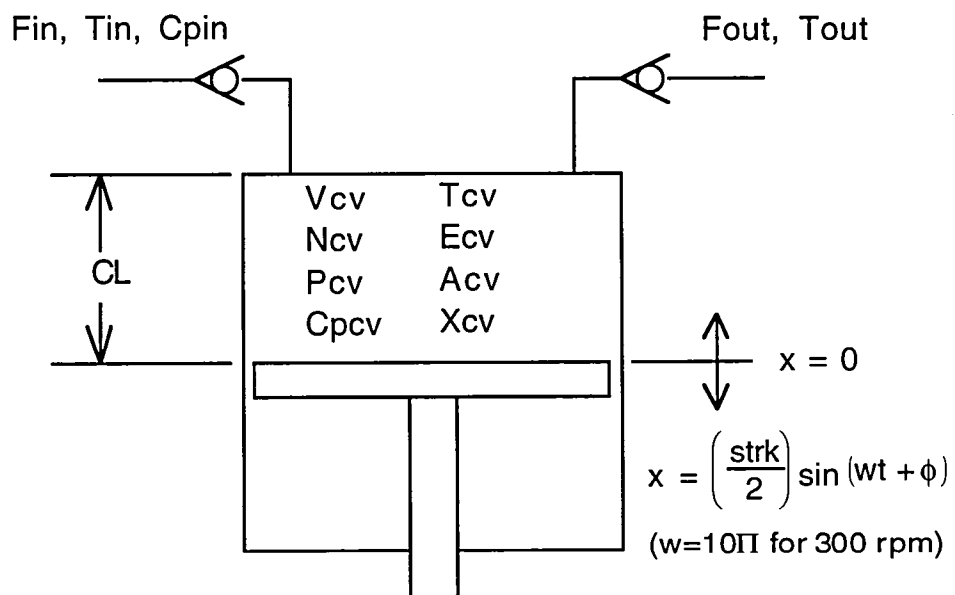 Fin, Tin, Cpin
Fout, Tout
Vcv Tcv
Ncv Ecv
Pcv Acv
Cpcv Xcv
CL
x = 0
x = (strk/2) sin (wt + ϕ)
(w=10Π for 300 rpm)